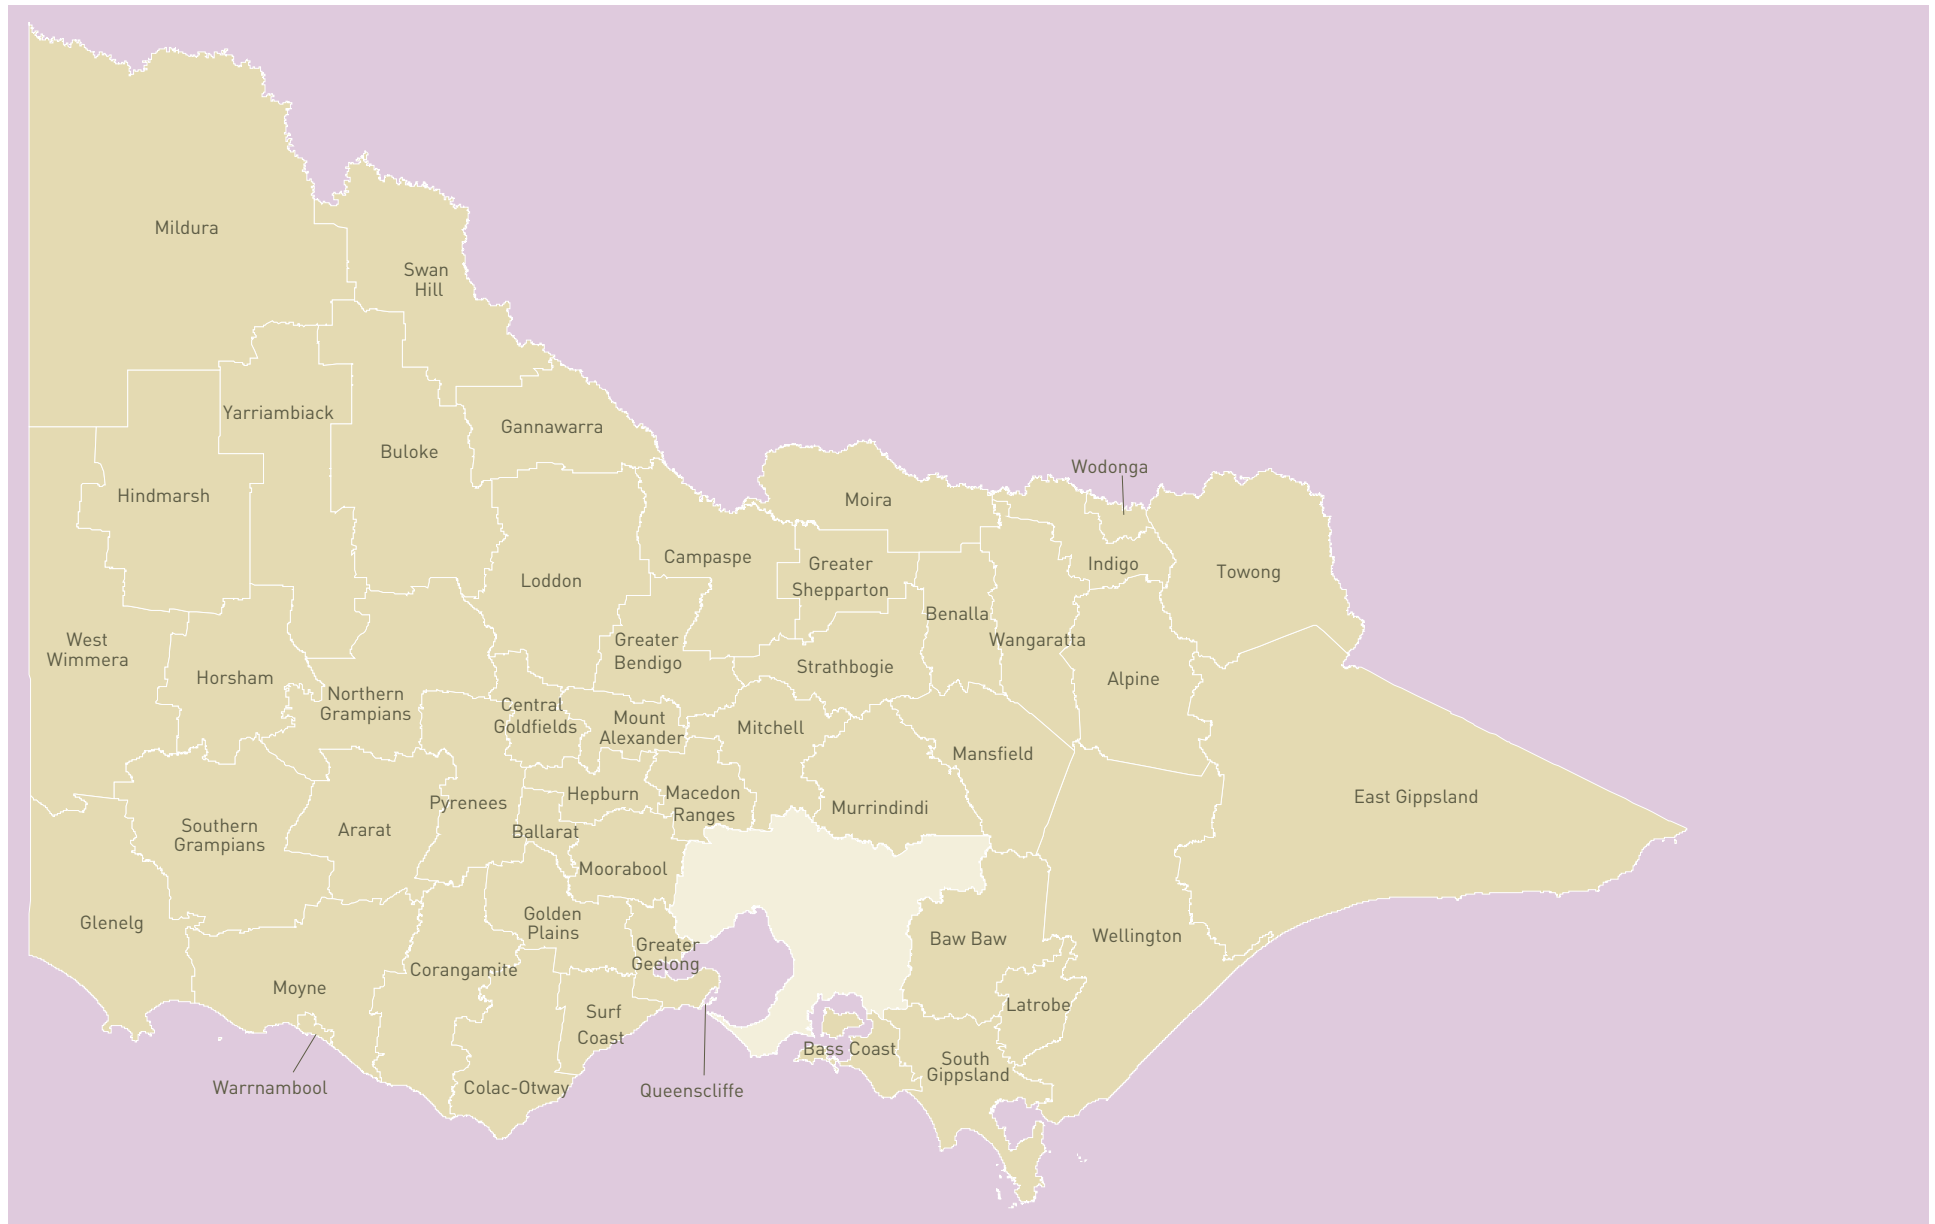 Mildura
Swan
Hill
Yarriambiack
Gannawarra
Buloke
Wodonga
Hindmarsh
Moira
Campaspe
Greater
Shepparton
Indigo
Towong
Loddon
Benalla
West
Wimmera
Greater
Bendigo
Wangaratta
Strathbogie
Horsham
Alpine
Northern
Grampians
Central
Goldfields
Mount
Alexander
Mitchell
Mansfield
Hepburn
Macedon
Ranges
East Gippsland
Pyrenees
Murrindindi
Southern
Grampians
Ararat
Ballarat
Moorabool
Glenelg
Golden
Plains
Greater
Geelong
Baw Baw
Wellington
Corangamite
Moyne
Surf
Coast
Latrobe
Bass Coast
South
Gippsland
Warrnambool
Colac-Otway
Queenscliffe